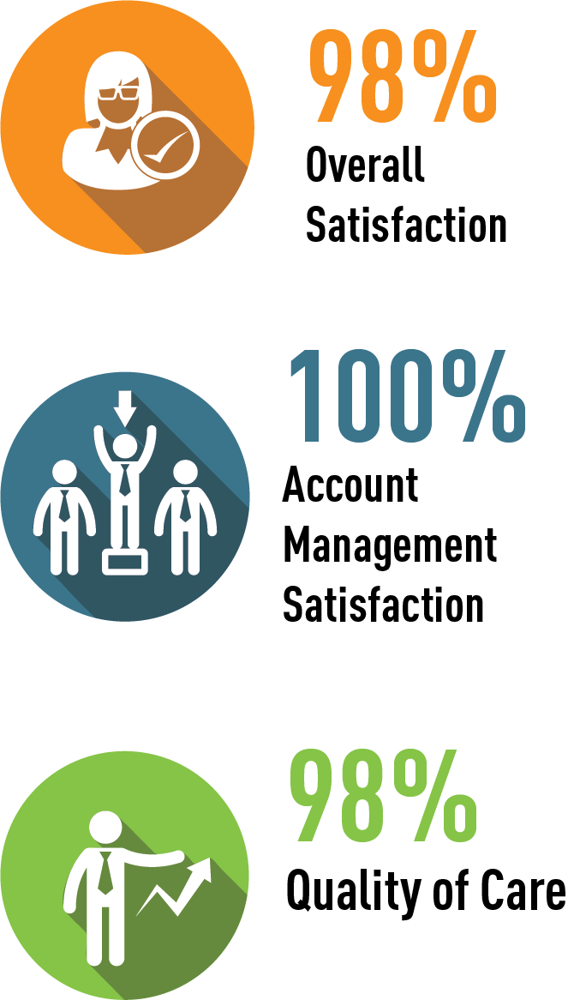 98%
Overall
Satisfaction
100%
Account
Management
Satisfaction
98%
Quality of Care